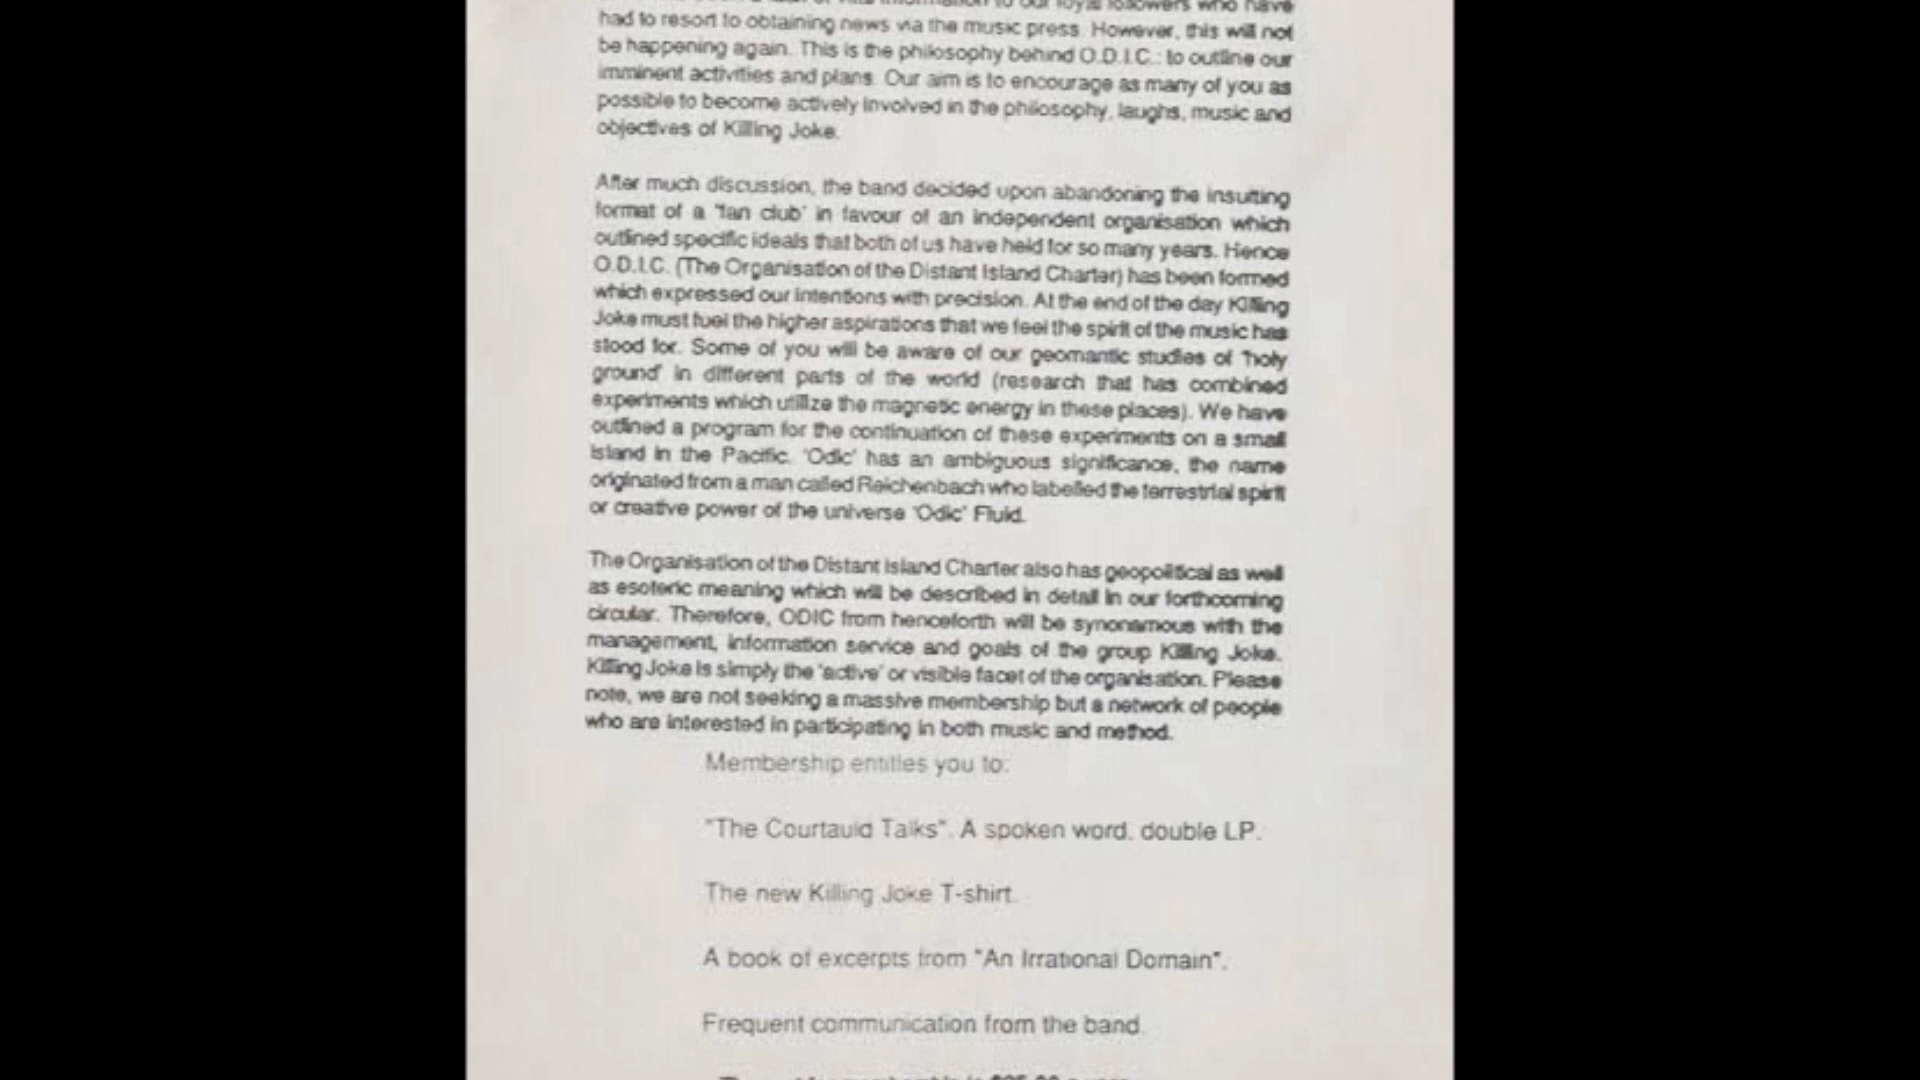 vital information to our loyal followers who have
had to resort to obtaining news via the music press. However, this will not
be happening again. This is the philosophy behind O.D.I.C.: to outline our
imminent activities and plans. Our aim is to encourage as many of you as
possible to become actively involved in the philosophy, laughs, music and
objectives of Killing Joke.
After much discussion, the band decided upon abandoning the insulting
format of a 'fan club' in favour of an independent organisation which
outlined specific ideals that both of us have held for so many years. Hence
O.D.I.C. (The Organisation of the Distant Island Charter) has been formed
which expressed our intentions with precision. At the end of the day Killing
Joke must fuel the higher aspirations that we feel the spirit of the music has
stood for. Some of you will be aware of our geomantic studies of 'holy
ground' in different parts of the world (research that has combined
experiments which utilize the magnetic energy in these places). We have
outlined a program for the continuation of these experiments on a small
island in the Pacific. 'Odic' has an ambiguous significance, the name
originated from a man called Reichenbach who labelled the terrestrial spirit
or creative power of the universe 'Odic' Fluid.
The Organisation of the Distant Island Charter also has geopolitical as well
as esoteric meaning which will be described in detail in our forthcoming
circular. Therefore, ODIC from henceforth will be synonamous with the
management, information service and goals of the group Killing Joke.
Killing Joke is simply the 'active' or visible facet of the organisation. Please
note, we are not seeking a massive membership but a network of people
who are interested in participating in both music and method.
Membership entitles you to:
"The Courtauld Talks". A spoken word, double LP.
The new Killing Joke T-shirt.
A book of excerpts from "An Irrational Domain".
Frequent communication from the band.